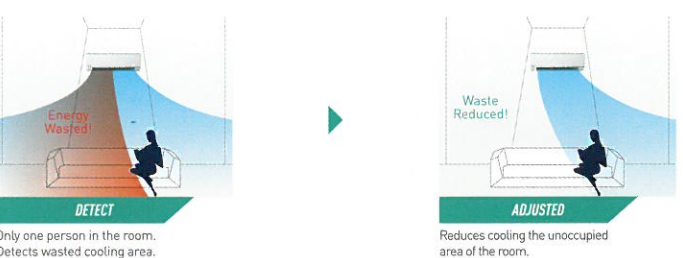 Energy
Wasted!
DETECT
Only one person in the room.
Detects wasted cooling area.
Waste
Reduced!
ADJUSTED
Reduces cooling the unoccupied
area of the room.